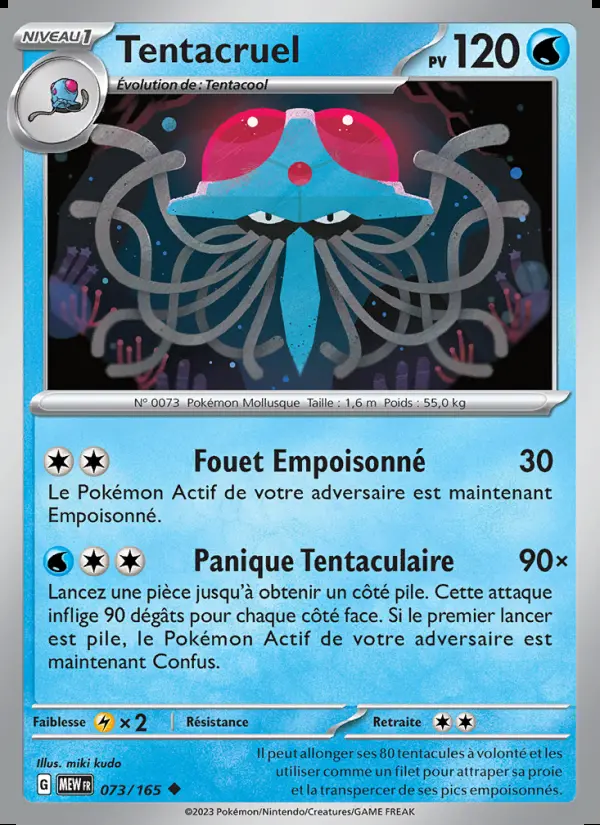 NIVEAU 1
Tentacruel
PV 120
Évolution de : Tentacool
N° 0073 Pokémon Mollusque Taille : 1,6 m Poids : 55,0 kg
Fouet Empoisonné 30
Le Pokémon Actif de votre adversaire est maintenant
Empoisonné.
Panique Tentaculaire 90×
Lancez une pièce jusqu'à obtenir un côté pile. Cette attaque
inflige 90 dégâts pour chaque côté face. Si le premier lancer
est pile, le Pokémon Actif de votre adversaire est
maintenant Confus.
Faiblesse × 2 Résistance Retraite
Illus. miki kudo
G MEW FR 073/165
Il peut allonger ses 80 tentacules à volonté et les
utiliser comme un filet pour attraper sa proie
et la transpercer de ses pics empoisonnés.
©2023 Pokémon/Nintendo/Creatures/GAME FREAK